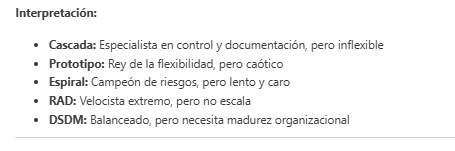 Interpretación:
• Cascada: Especialista en control y documentación, pero inflexible
• Prototipo: Rey de la flexibilidad, pero caótico
• Espiral: Campeón de riesgos, pero lento y caro
• RAD: Velocista extremo, pero no escala
• DSDM: Balanceado, pero necesita madurez organizacional